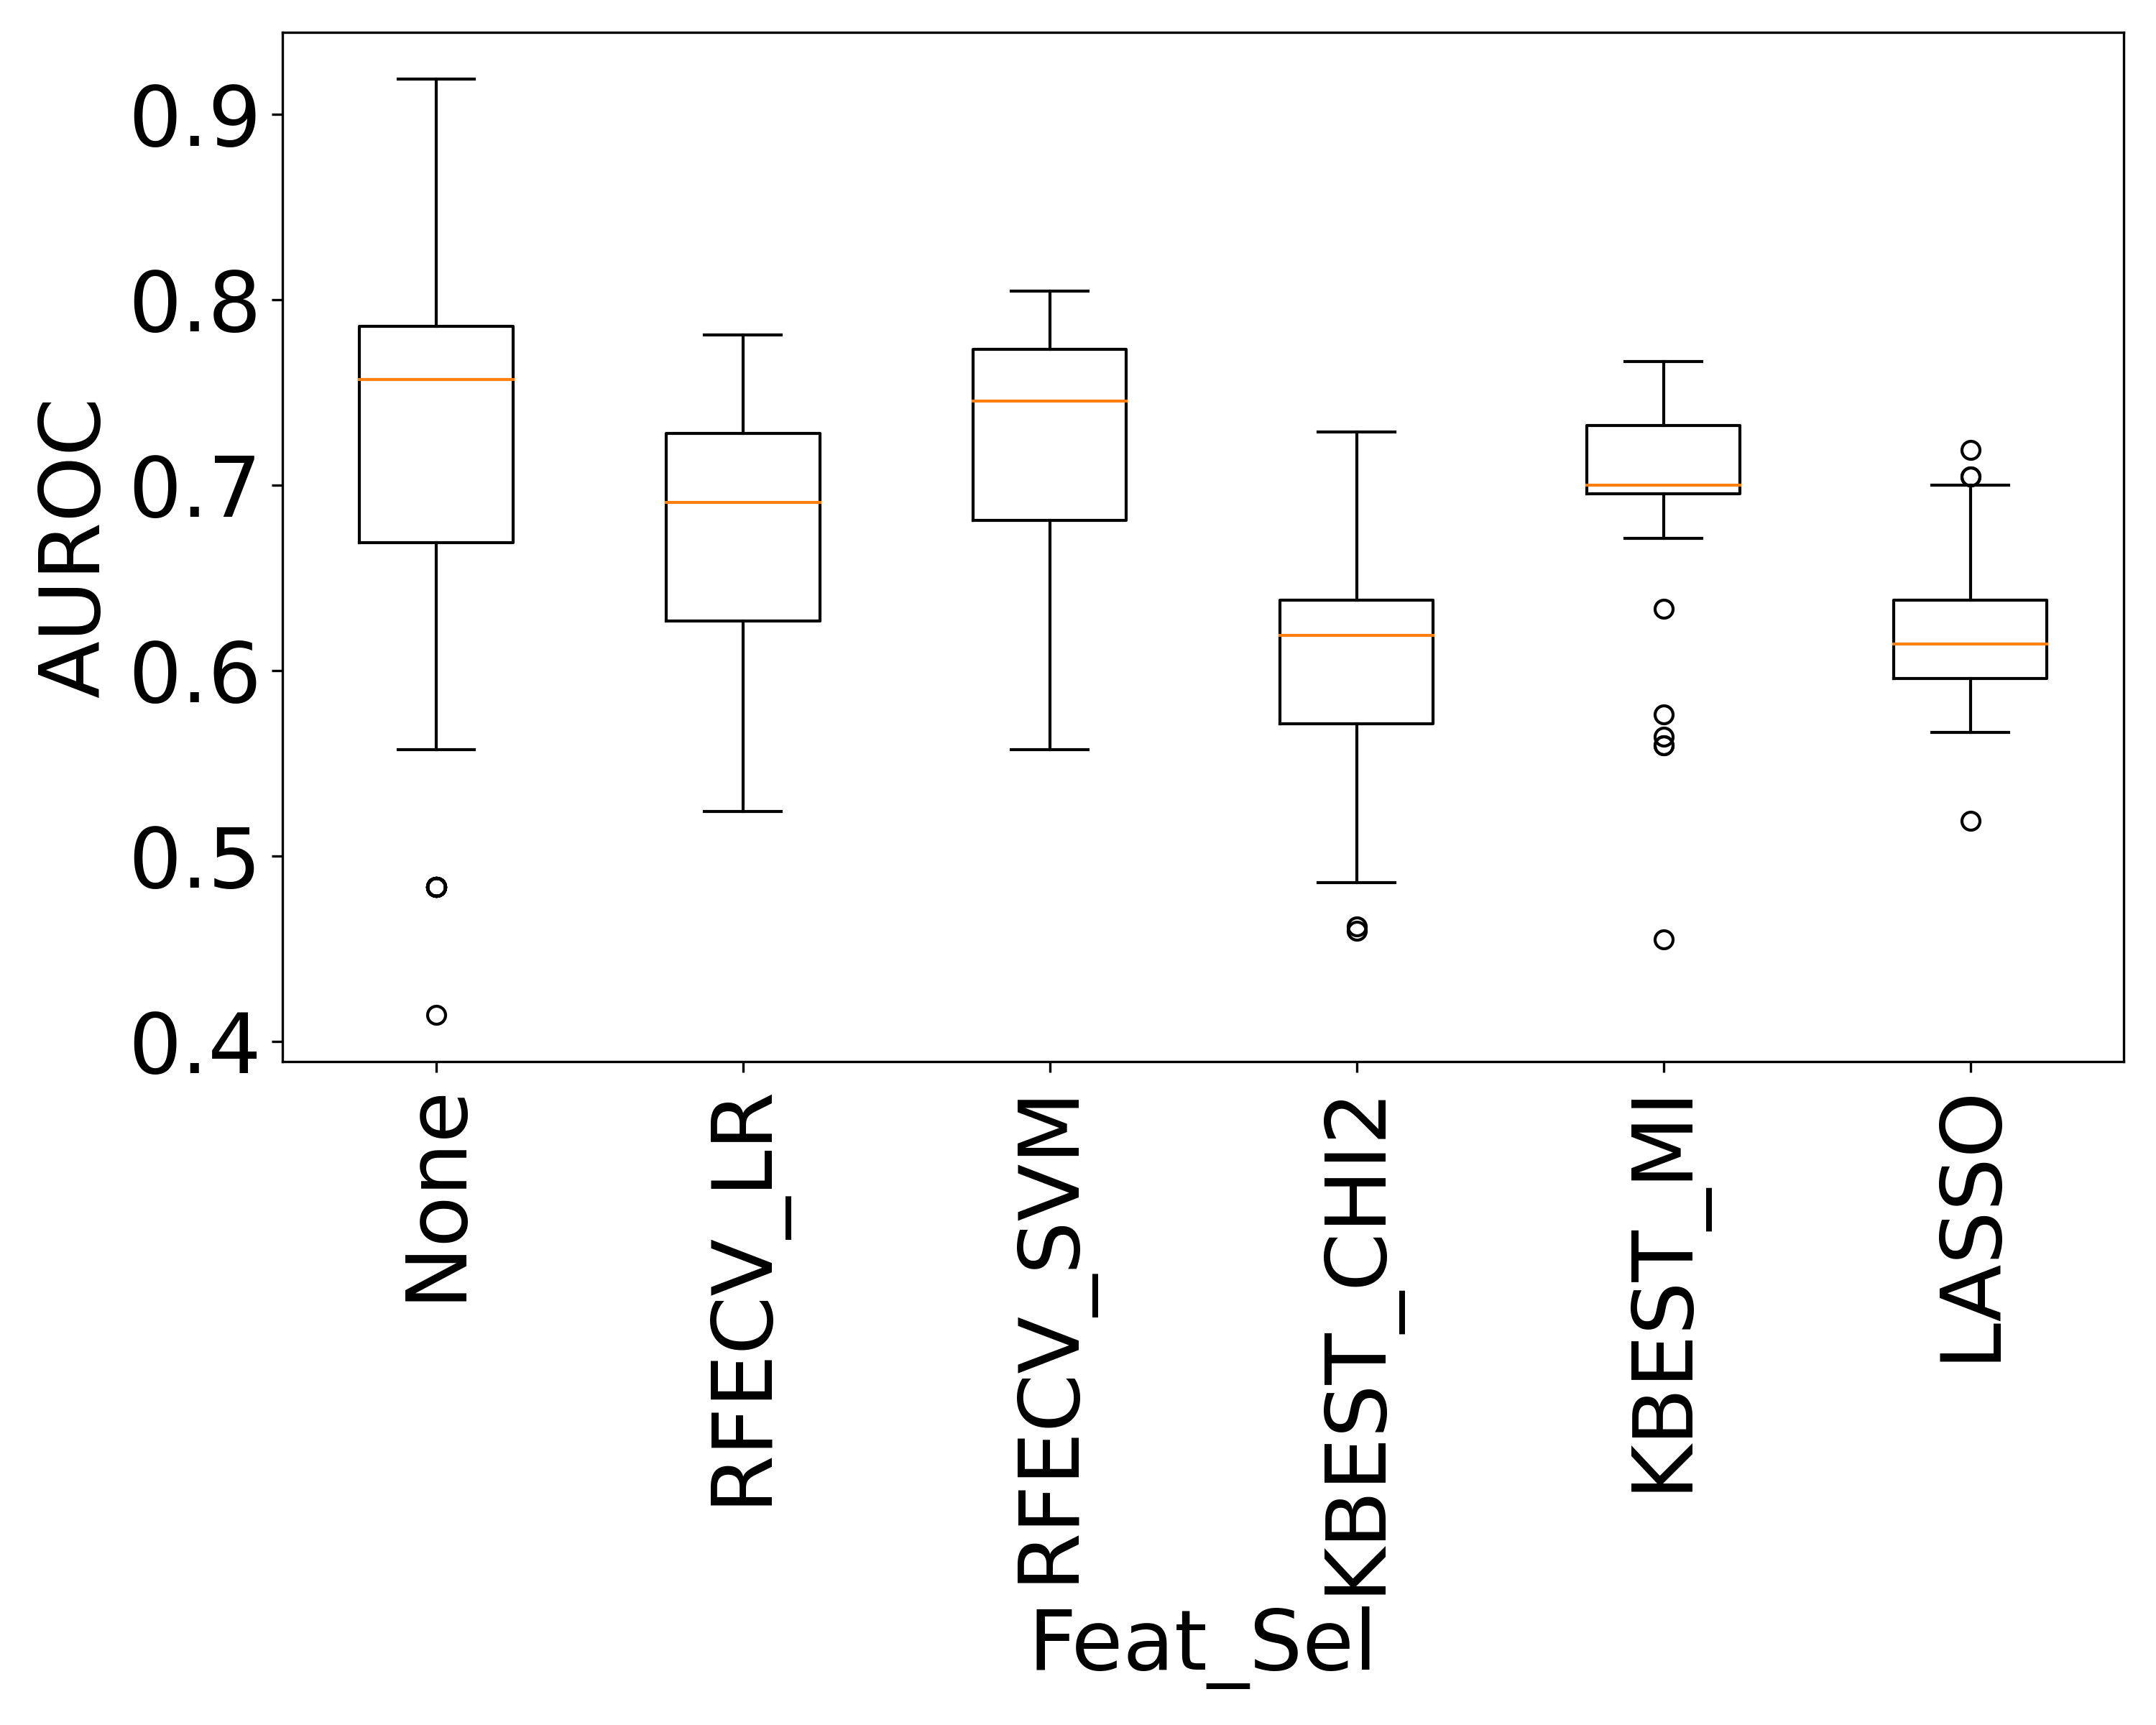 AUROC
0.9
0.8
0.7
0.6
0.5
0.4
None
RFECV_LR
RFECV_SVM
KBEST_CHI2
KBEST_MI
LASSO
Feat_Sel